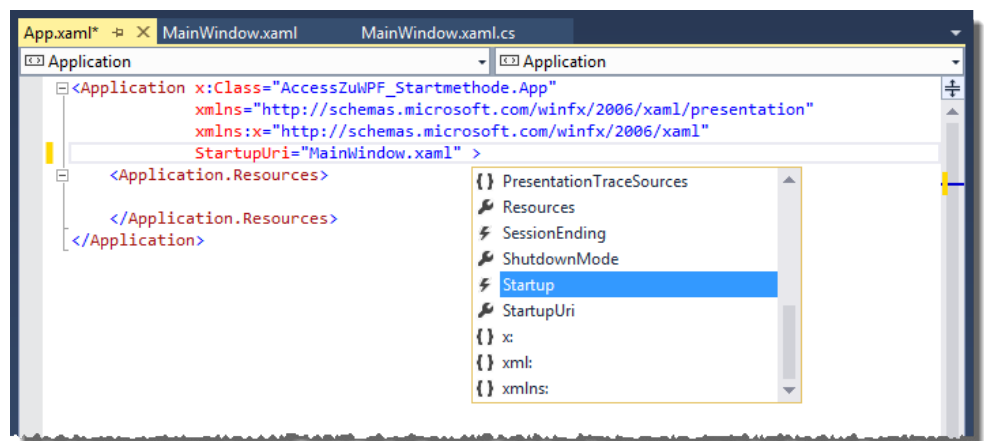 App.xaml* MainWindow.xaml MainWindow.xaml.cs
Application Application
<Application x:Class="AccessZuWPF_Startmethode.App"
xmlns="http://schemas.microsoft.com/winfx/2006/xaml/presentation"
xmlns:x="http://schemas.microsoft.com/winfx/2006/xaml"
StartupUri="MainWindow.xaml" >
<Application.Resources>
</Application.Resources>
</Application>
{} PresentationTraceSources
Resources
SessionEnding
ShutdownMode
Startup
StartupUri
{} x:
{} xml:
{} xmlns: